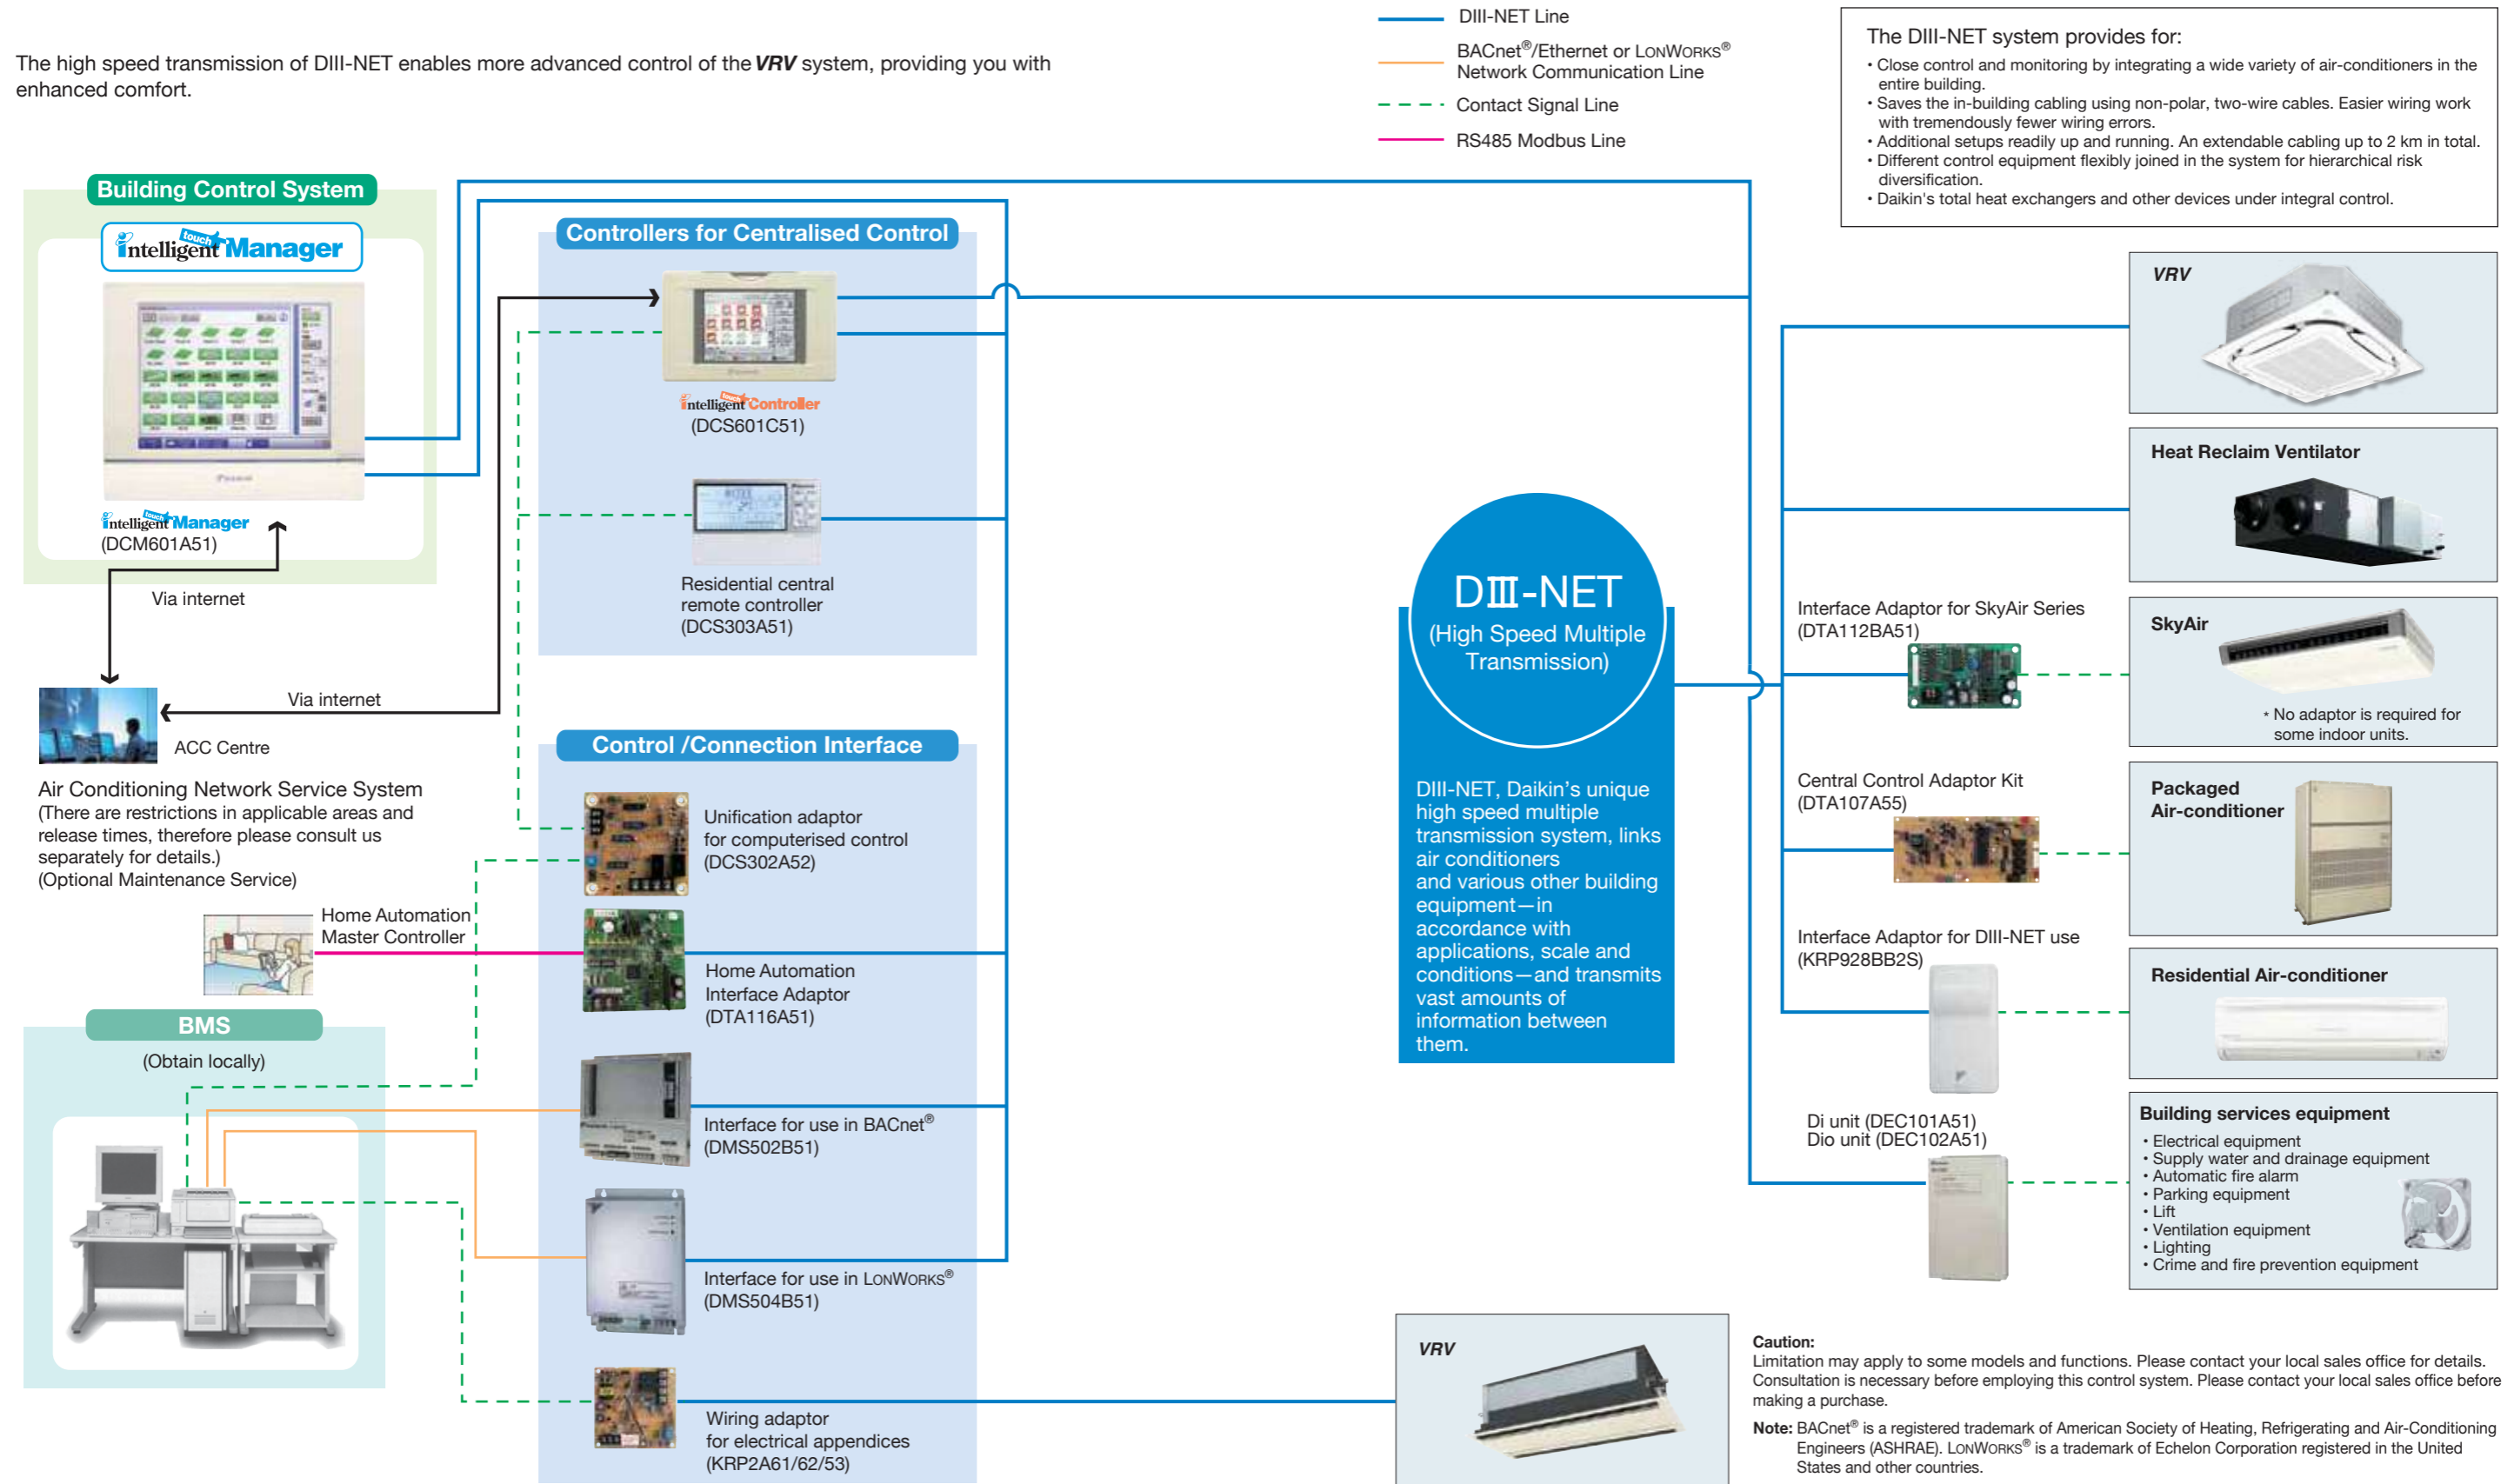 The high speed transmission of DIII-NET enables more advanced control of the VRV system, providing you with
enhanced comfort.
DIII-NET Line
BACnet®/Ethernet or LONWORKS®
Network Communication Line
Contact Signal Line
RS485 Modbus Line
The DIII-NET system provides for:
• Close control and monitoring by integrating a wide variety of air-conditioners in the
entire building.
• Saves the in-building cabling using non-polar, two-wire cables. Easier wiring work
with tremendously fewer wiring errors.
• Additional setups readily up and running. An extendable cabling up to 2 km in total.
• Different control equipment flexibly joined in the system for hierarchical risk
diversification.
• Daikin's total heat exchangers and other devices under integral control.
Building Control System
intelligent touch Manager
intelligent touch Manager
(DCM601A51)
Via internet
Via internet
ACC Centre
Air Conditioning Network Service System
(There are restrictions in applicable areas and
release times, therefore please consult us
separately for details.)
(Optional Maintenance Service)
Home Automation
Master Controller
BMS
(Obtain locally)
Controllers for Centralised Control
intelligent touch Controller
(DCS601C51)
Residential central
remote controller
(DCS303A51)
Control /Connection Interface
Unification adaptor
for computerised control
(DCS302A52)
Home Automation
Interface Adaptor
(DTA116A51)
Interface for use in BACnet®
(DMS502B51)
Interface for use in LONWORKS®
(DMS504B51)
Wiring adaptor
for electrical appendices
(KRP2A61/62/53)
DIII-NET
(High Speed Multiple
Transmission)
DIII-NET, Daikin's unique
high speed multiple
transmission system, links
air conditioners
and various other building
equipment—in
accordance with
applications, scale and
conditions—and transmits
vast amounts of
information between
them.
VRV
Heat Reclaim Ventilator
Interface Adaptor for SkyAir Series
(DTA112BA51)
SkyAir
* No adaptor is required for
some indoor units.
Central Control Adaptor Kit
(DTA107A55)
Packaged
Air-conditioner
Interface Adaptor for DIII-NET use
(KRP928BB2S)
Residential Air-conditioner
Di unit (DEC101A51)
Dio unit (DEC102A51)
Building services equipment
• Electrical equipment
• Supply water and drainage equipment
• Automatic fire alarm
• Parking equipment
• Lift
• Ventilation equipment
• Lighting
• Crime and fire prevention equipment
VRV
Caution:
Limitation may apply to some models and functions. Please contact your local sales office for details.
Consultation is necessary before employing this control system. Please contact your local sales office before
making a purchase.
Note: BACnet® is a registered trademark of American Society of Heating, Refrigerating and Air-Conditioning
Engineers (ASHRAE). LONWORKS® is a trademark of Echelon Corporation registered in the United
States and other countries.